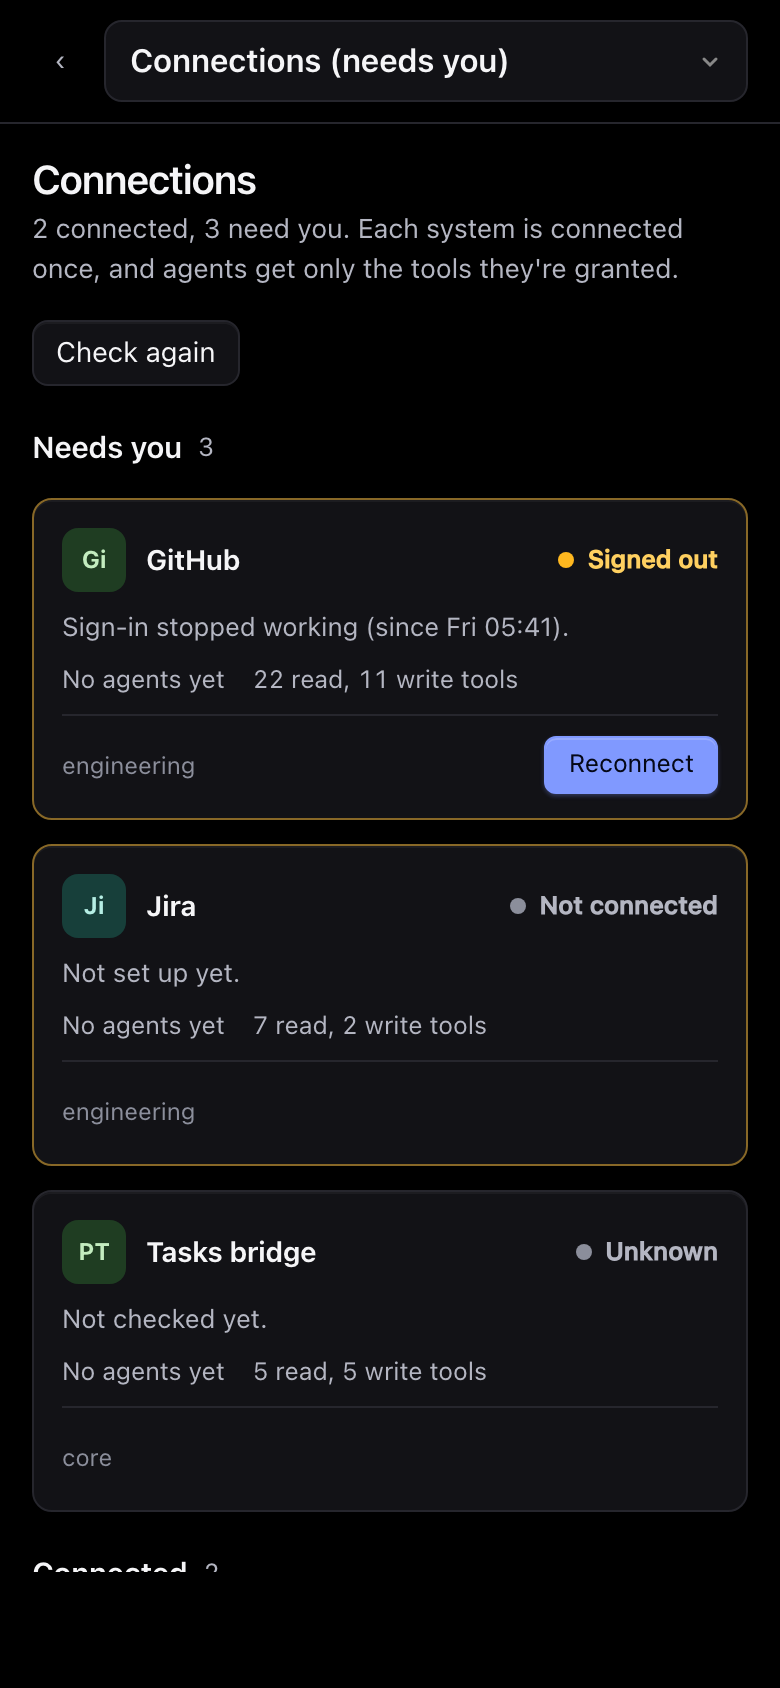 ‹
Connections (needs you)
Connections
2 connected, 3 need you. Each system is connected
once, and agents get only the tools they're granted.
Check again
Needs you 3
Gi GitHub Signed out
Sign-in stopped working (since Fri 05:41).
No agents yet 22 read, 11 write tools
engineering Reconnect
Ji Jira Not connected
Not set up yet.
No agents yet 7 read, 2 write tools
engineering
PT Tasks bridge Unknown
Not checked yet.
No agents yet 5 read, 5 write tools
core
Connected 2